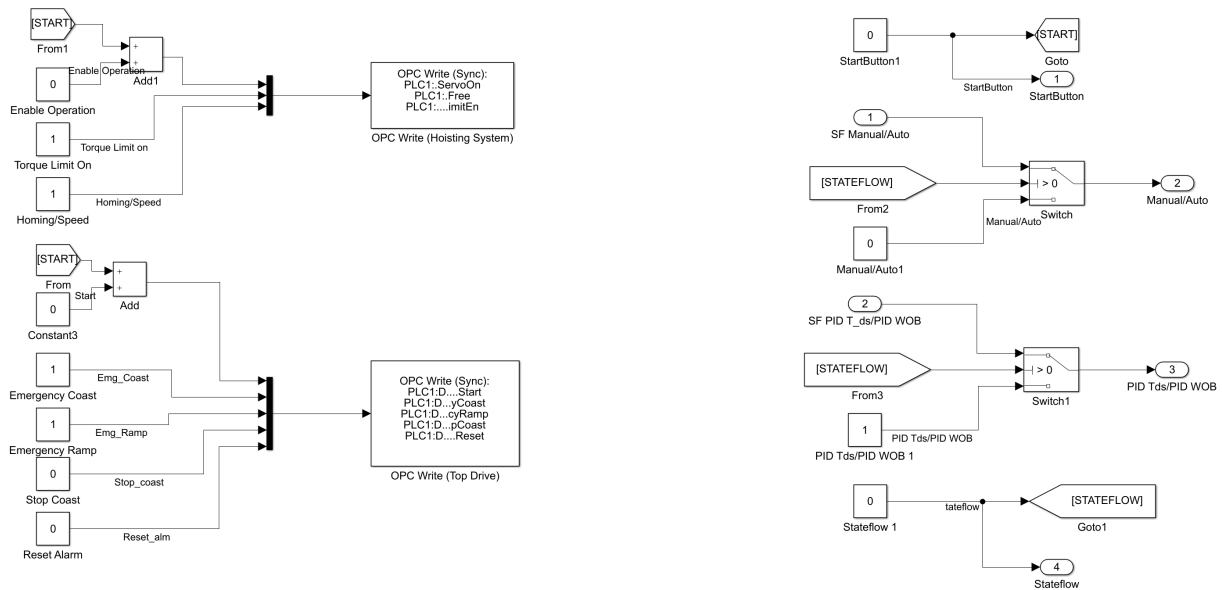 [START]
From1
+
+
Add1
0
Enable Operation
Enable Operation
1
Torque Limit On
Torque Limit on
1
Homing/Speed
Homing/Speed
OPC Write (Sync):
PLC1:.ServoOn
PLC1:.Free
PLC1:....imitEn
OPC Write (Hoisting System)
[START]
From
+
+
Add
0
Start
Constant3
1
Emg_Coast
Emergency Coast
1
Emg_Ramp
Emergency Ramp
0
Stop_coast
Stop Coast
0
Reset_alm
Reset Alarm
OPC Write (Sync):
PLC1:D....Start
PLC1:D...yCoast
PLC1:D...cyRamp
PLC1:D...pCoast
PLC1:D....Reset
OPC Write (Top Drive)
0
StartButton1
[START]
Goto
StartButton
1
StartButton
1
SF Manual/Auto
[STATEFLOW]
From2
> 0
Switch
Manual/Auto
0
Manual/Auto1
2
Manual/Auto
2
SF PID T_ds/PID WOB
[STATEFLOW]
From3
> 0
Switch1
1
PID Tds/PID WOB
PID Tds/PID WOB 1
3
PID Tds/PID WOB
0
Stateflow 1
tateflow
[STATEFLOW]
Goto1
4
Stateflow